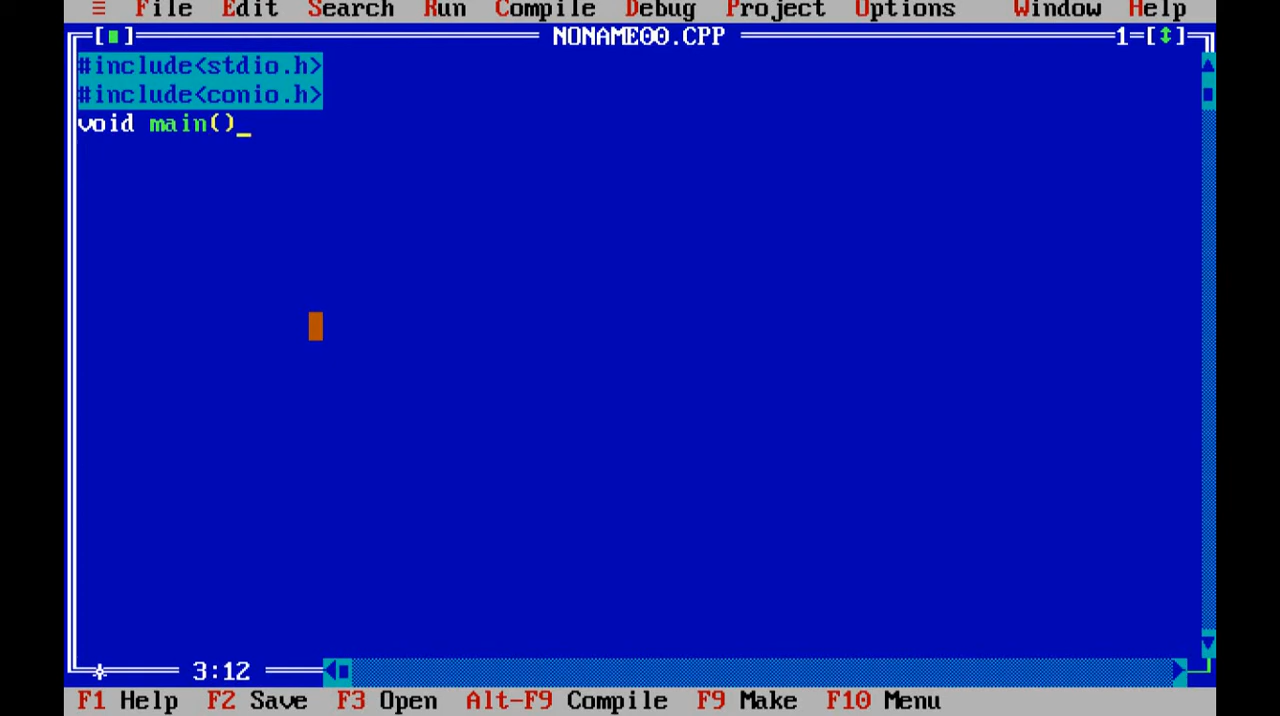 ≡ File Edit Search Run Compile Debug Project Options Window Help
[■] NONAME00.CPP 1=[↕]
#include<stdio.h>
#include<conio.h>
void main()_
3:12
F1 Help F2 Save F3 Open Alt-F9 Compile F9 Make F10 Menu